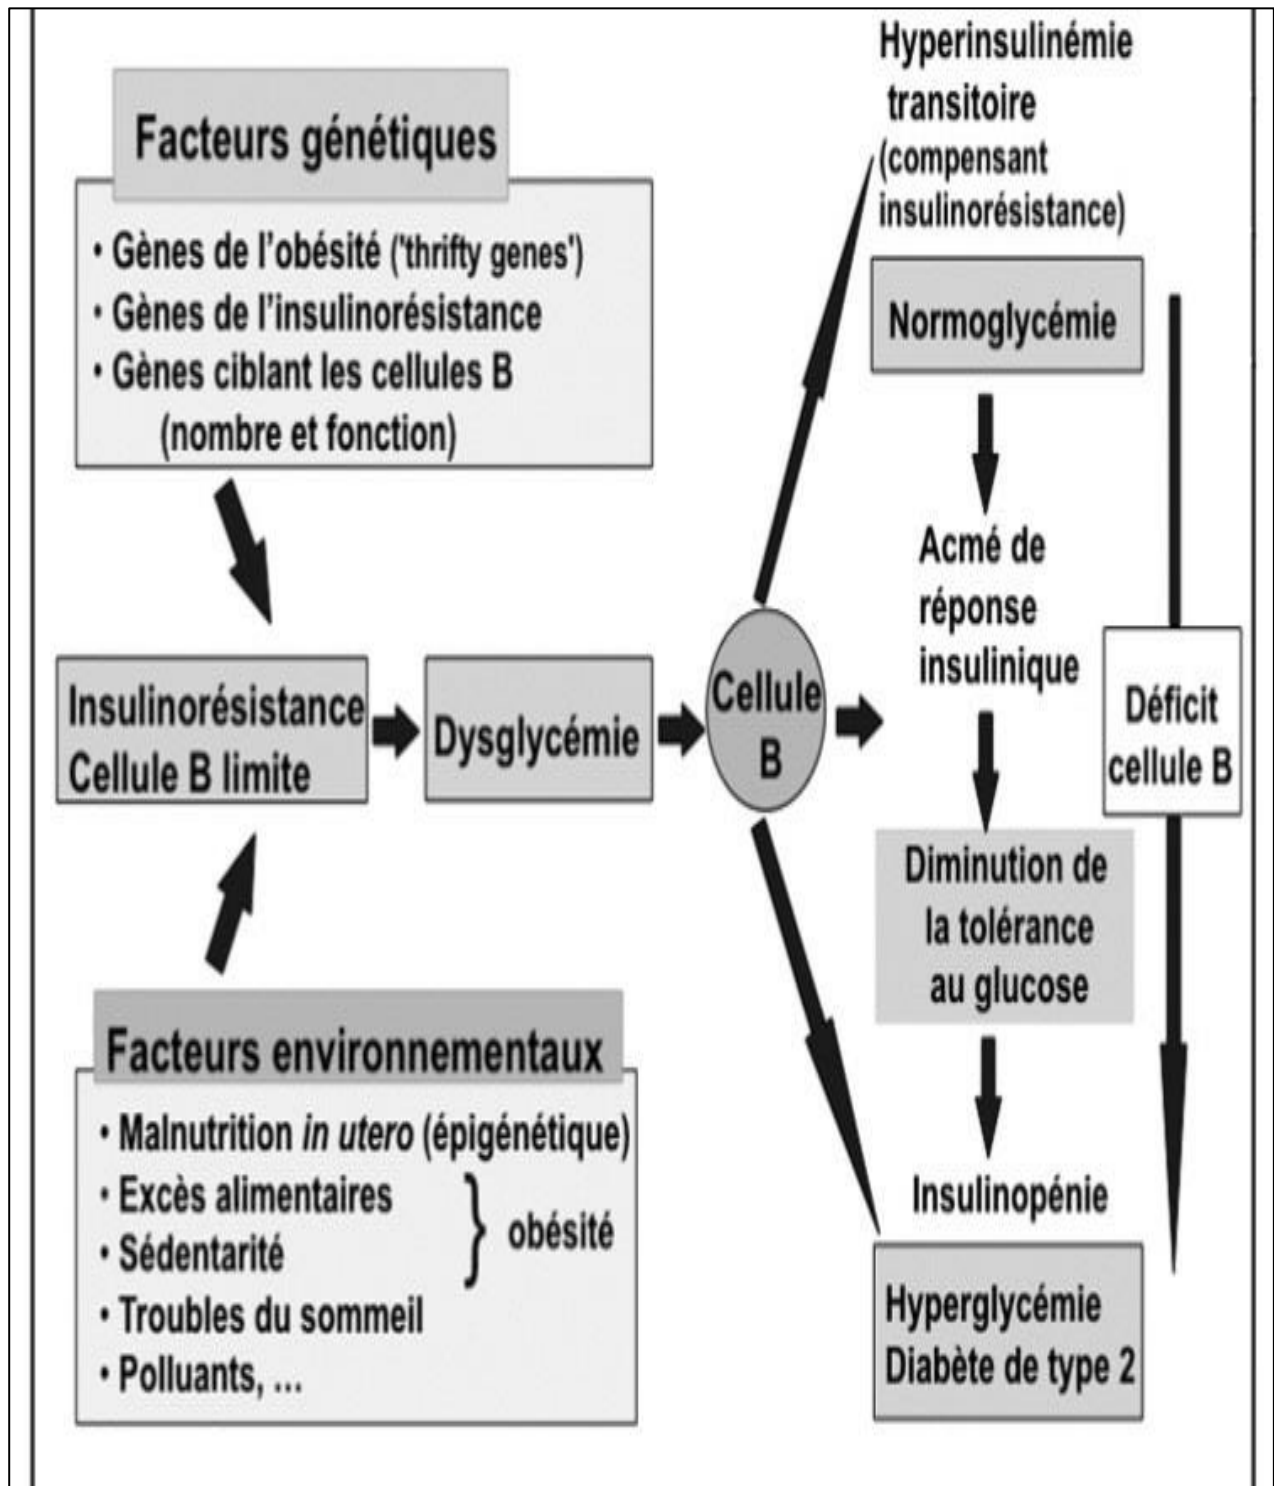 Facteurs génétiques
• Gènes de l'obésité ('thrifty genes')
• Gènes de l'insulinorésistance
• Gènes ciblant les cellules B
(nombre et fonction)
Insulinorésistance
Cellule B limite
Facteurs environnementaux
• Malnutrition in utero (épigénétique)
• Excès alimentaires
• Sédentarité
} obésité
• Troubles du sommeil
• Polluants, ...
Dysglycémie
Cellule
B
Hyperinsulinémie
transitoire
(compensant
insulinorésistance)
Normoglycémie
Acmé de
réponse
insulinique
Diminution de
la tolérance
au glucose
Insulinopénie
Hyperglycémie
Diabète de type 2
Déficit
cellule B